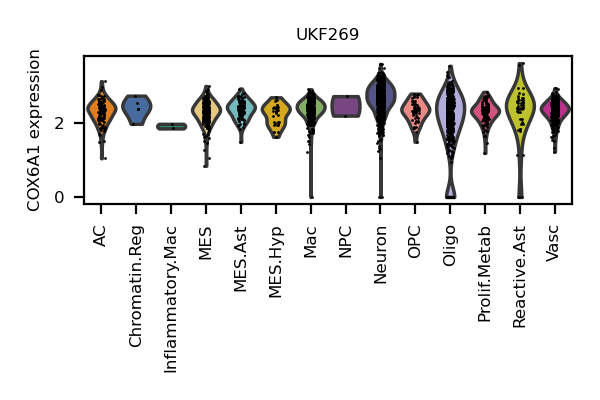 UKF269
COX6A1 expression
2
0
AC
Chromatin.Reg
Inflammatory.Mac
MES
MES.Ast
MES.Hyp
Mac
NPC
Neuron
OPC
Oligo
Prolif.Metab
Reactive.Ast
Vasc